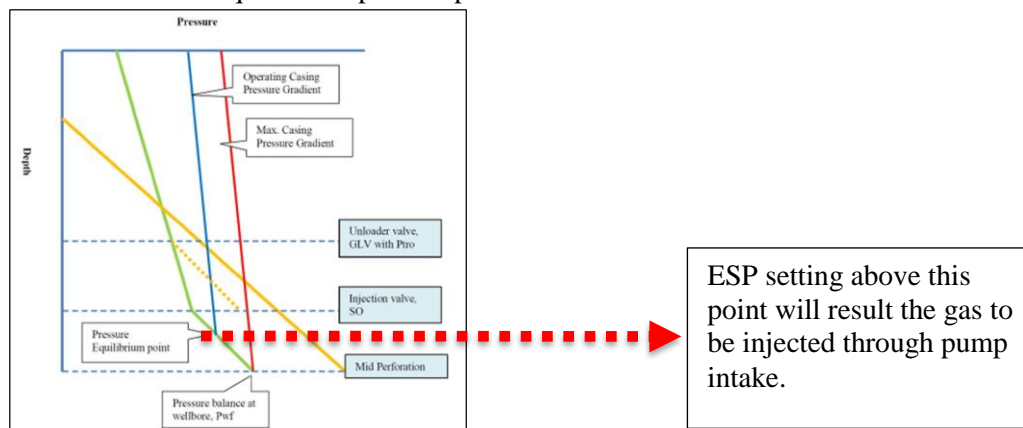 Pressure
Operating Casing
Pressure Gradient
Max. Casing
Pressure Gradient
Depth
Unloader valve,
GLV with Ptro
Injection valve,
SO
Pressure
Equilibrium point
Mid Perforation
Pressure balance at
wellbore, Pwf
ESP setting above this
point will result the gas to
be injected through pump
intake.